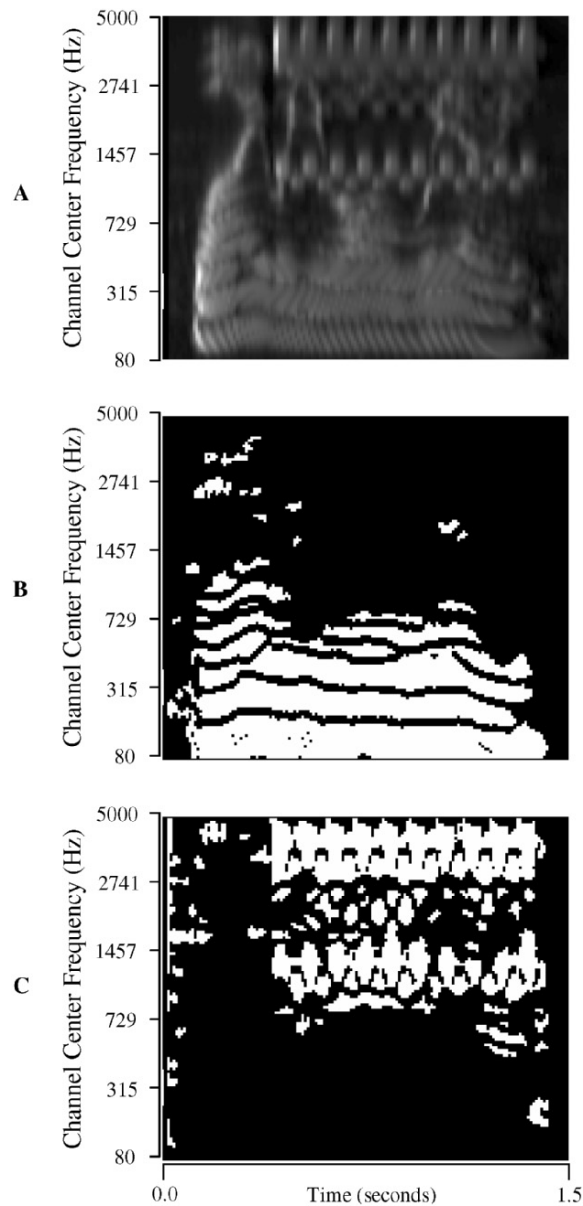 5000
2741
1457
729
315
80
Channel Center Frequency (Hz)
A
5000
2741
1457
729
315
80
Channel Center Frequency (Hz)
B
5000
2741
1457
729
315
80
Channel Center Frequency (Hz)
C
0.0 Time (seconds) 1.5